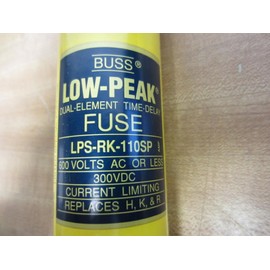 BUSS®
LOW-PEAK®
DUAL-ELEMENT TIME-DELAY
FUSE
LPS-RK-110SP
600 VOLTS AC OR LESS
300VDC
CURRENT LIMITING
REPLACES H, K, & R